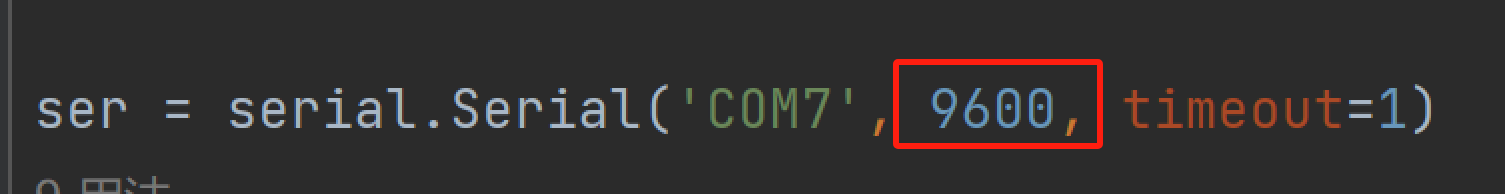 ser = serial.Serial('COM7', 9600, timeout=1)